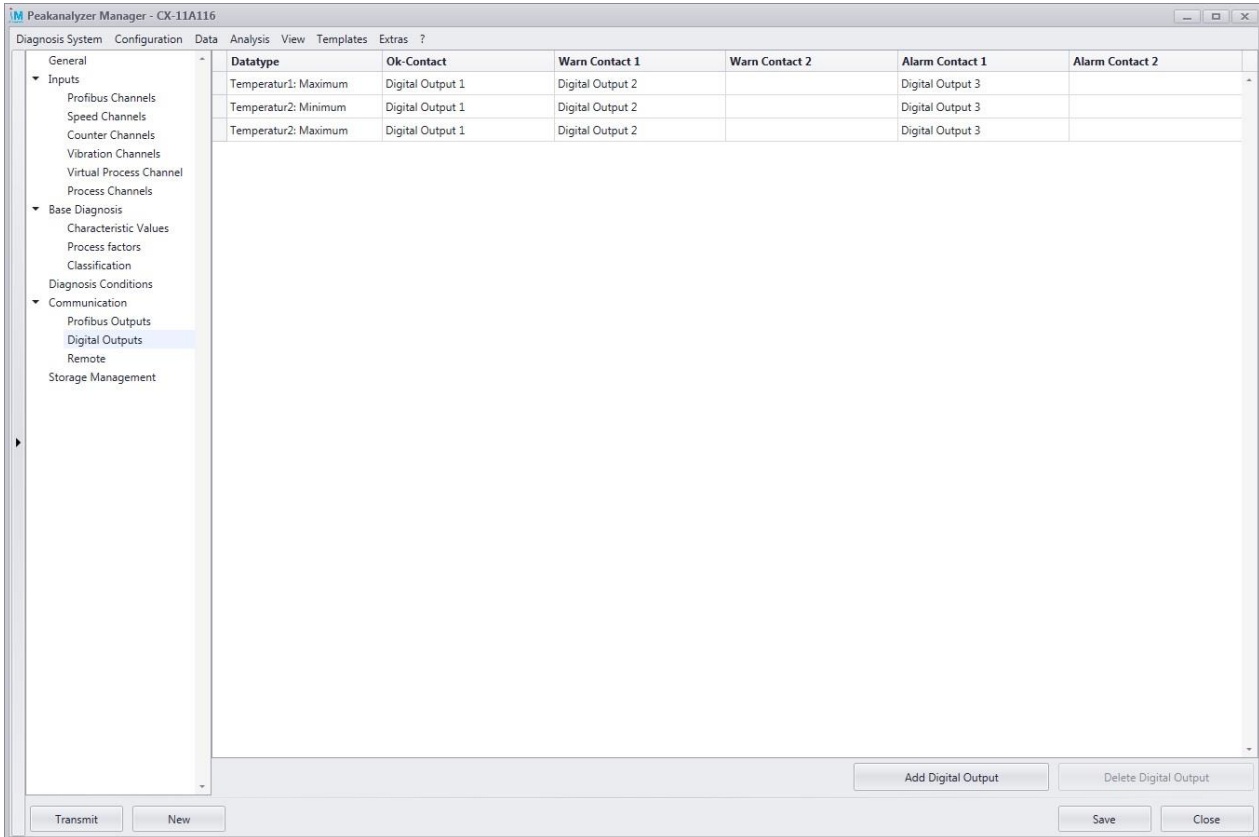 Peakanalyzer Manager - CX-11A116
Diagnosis System Configuration Data Analysis View Templates Extras ?
General
Inputs
Profibus Channels
Speed Channels
Counter Channels
Vibration Channels
Virtual Process Channel
Process Channels
Base Diagnosis
Characteristic Values
Process factors
Classification
Diagnosis Conditions
Communication
Profibus Outputs
Digital Outputs
Remote
Storage Management
Datatype Ok-Contact Warn Contact 1 Warn Contact 2 Alarm Contact 1 Alarm Contact 2
Temperatur1: Maximum Digital Output 1 Digital Output 2 Digital Output 3
Temperatur2: Minimum Digital Output 1 Digital Output 2 Digital Output 3
Temperatur2: Maximum Digital Output 1 Digital Output 2 Digital Output 3
Add Digital Output Delete Digital Output
Transmit New Save Close